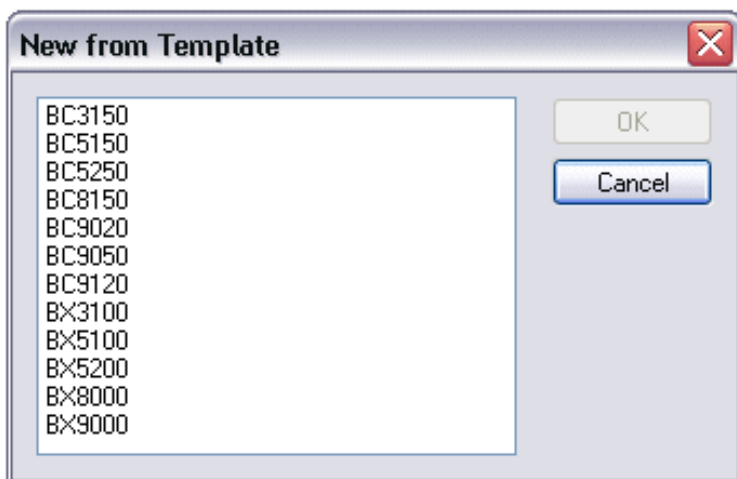 New from Template
BC3150
BC5150
BC5250
BC8150
BC9020
BC9050
BC9120
BX3100
BX5100
BX5200
BX8000
BX9000
OK
Cancel